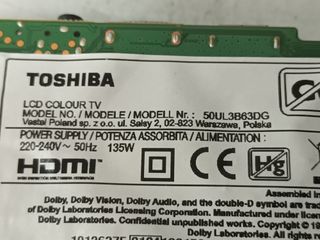 TOSHIBA
LCD COLOUR TV
MODEL NO. / MODELE / MODELL Nr. : 50UL3B63DG
Vestel Poland sp. z o.o. ul. Salsy 2, 02-823 Warszawa, Polska
POWER SUPPLY / POTENZA ASSORBITA / ALIMENTATION :
220-240V~ 50Hz 135W
HDMI
CE
Hg
Assembled in
Dolby, Dolby Vision, Dolby Audio, and the double-D symbol are trad
of Dolby Laboratories Licensing Corporation. Manufactured under licen
Dolby Laboratories. Confidential unpublished works. Copyright © 19
of Dolby Laboratories. All rights